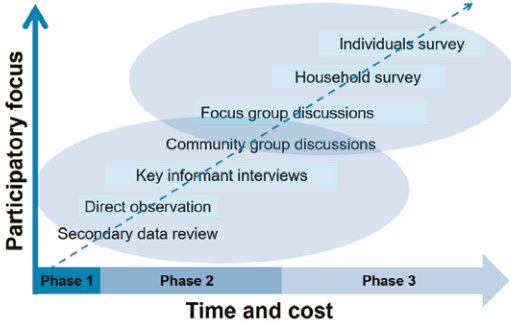 Participatory focus
Individuals survey
Household survey
Focus group discussions
Community group discussions
Key informant interviews
Direct observation
Secondary data review
Phase 1
Phase 2
Phase 3
Time and cost